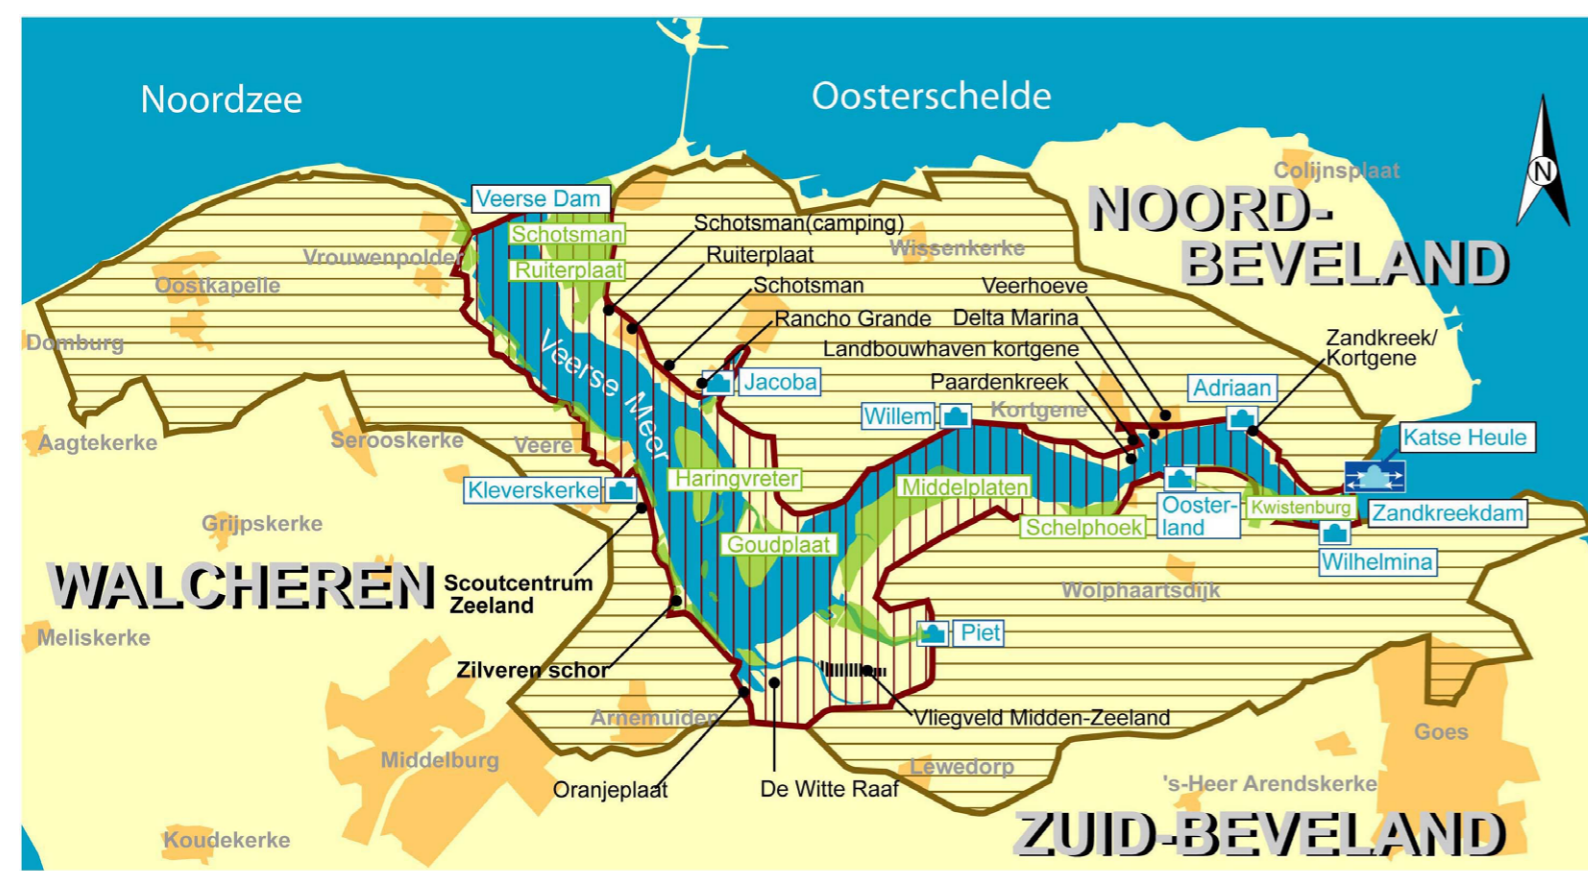 Noordzee
Oosterschelde
Colijnsplaat
N
NOORD-
BEVELAND
Veerse Dam
Schotsman
Ruiterplaat
Schotsman(camping)
Ruiterplaat
Schotsman
Rancho Grande
Wissenkerke
Veerhoeve
Delta Marina
Landbouwhaven kortgene
Paardenkreek
Zandkreek/
Kortgene
Vrouwenpolder
Oostkapelle
Domburg
Veerse Meer
Jacoba
Willem
Kortgene
Adriaan
Katse Heule
Aagtekerke
Serooskerke
Veere
Kleverskerke
Haringvreter
Middelplaten
Ooster-
land
Kwistenburg
Zandkreekdam
Schelphoek
Goudplaat
Wilhelmina
Grijpskerke
WALCHEREN
Scoutcentrum
Zeeland
Wolphaartsdijk
Meliskerke
Piet
Zilveren schor
Arnemuiden
Vliegveld Midden-Zeeland
Goes
Middelburg
Lewedorp
Oranjeplaat
De Witte Raaf
's-Heer Arendskerke
Koudekerke
ZUID-BEVELAND